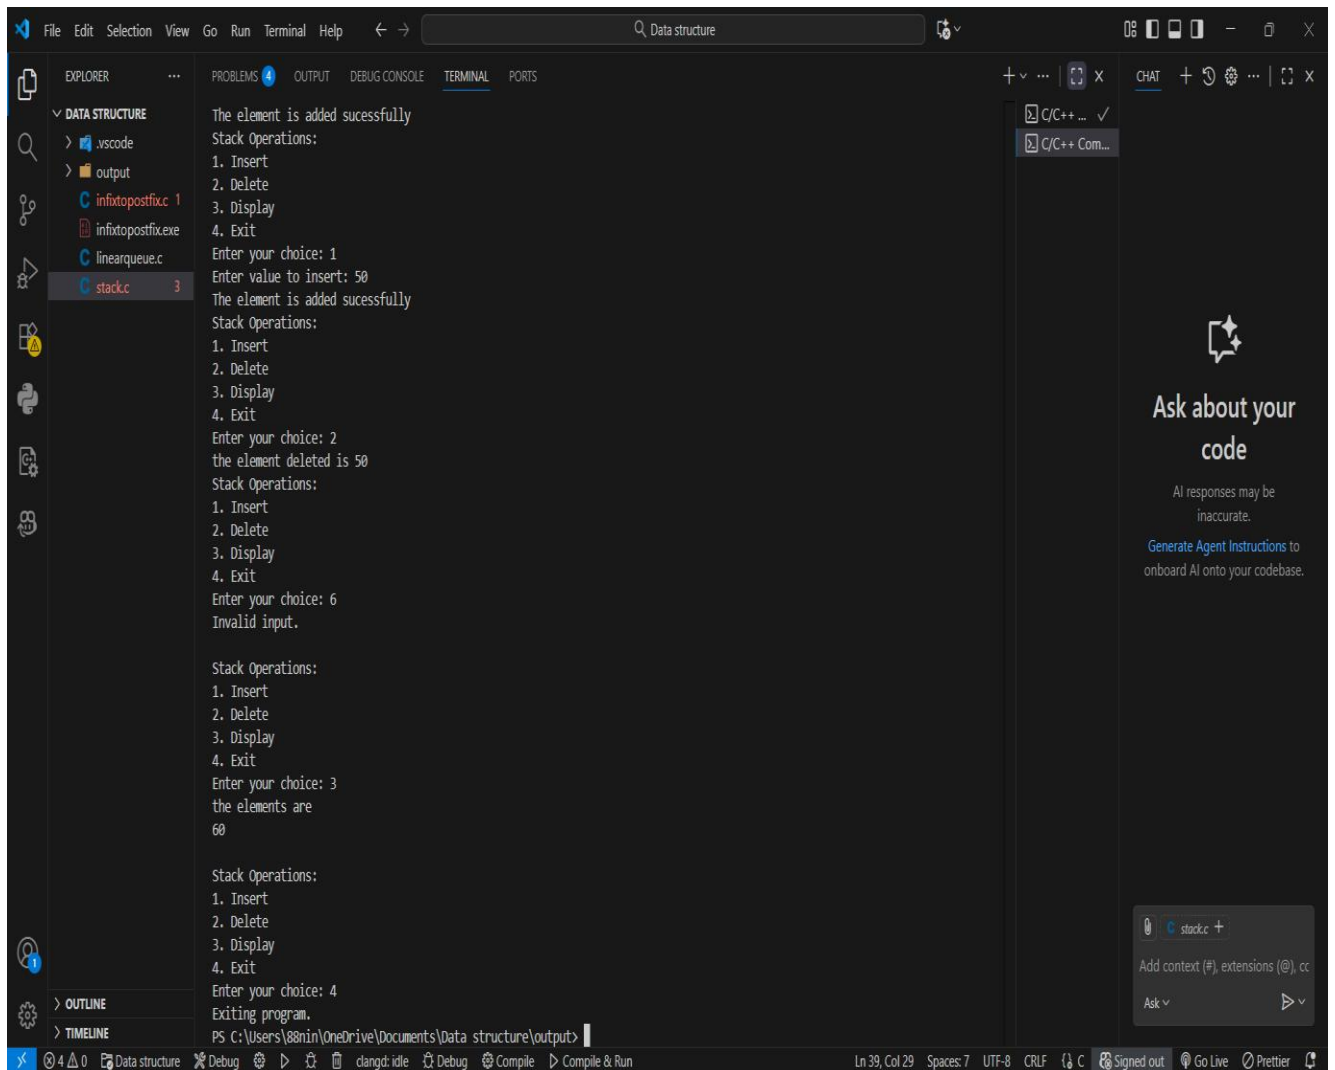 File Edit Selection View Go Run Terminal Help
Data structure
EXPLORER
DATA STRUCTURE
.vscode
output
infixtopostfix.c 1
infixtopostfix.exe
linearqueue.c
stack.c 3
OUTLINE
TIMELINE
PROBLEMS 4 OUTPUT DEBUG CONSOLE TERMINAL PORTS
The element is added sucessfully
Stack Operations:
1. Insert
2. Delete
3. Display
4. Exit
Enter your choice: 1
Enter value to insert: 50
The element is added sucessfully
Stack Operations:
1. Insert
2. Delete
3. Display
4. Exit
Enter your choice: 2
the element deleted is 50
Stack Operations:
1. Insert
2. Delete
3. Display
4. Exit
Enter your choice: 6
Invalid input.
Stack Operations:
1. Insert
2. Delete
3. Display
4. Exit
Enter your choice: 3
the elements are
60
Stack Operations:
1. Insert
2. Delete
3. Display
4. Exit
Enter your choice: 4
Exiting program.
PS C:\Users\88nin\OneDrive\Documents\Data structure\output>
C/C++ ...
C/C++ Com...
CHAT
Ask about your
code
AI responses may be
inaccurate.
Generate Agent Instructions to
onboard AI onto your codebase.
C stack.c +
Add context (#), extensions (@), cc
Ask
1
4 0 Data structure Debug clangd: idle Debug Compile Compile & Run Ln 39, Col 29 Spaces: 7 UTF-8 CRLF {} C Signed out Go Live Prettier